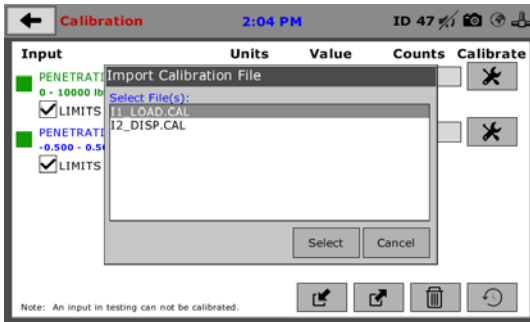 Calibration 2:04 PM ID 47
Input Units Value Counts Calibrate
PENETRATI
0 - 10000 lb
LIMITS
PENETRATI
-0.500 - 0.50
LIMITS
Import Calibration File
Select File(s):
I1_LOAD.CAL
I2_DISP.CAL
Select Cancel
Note: An input in testing can not be calibrated.